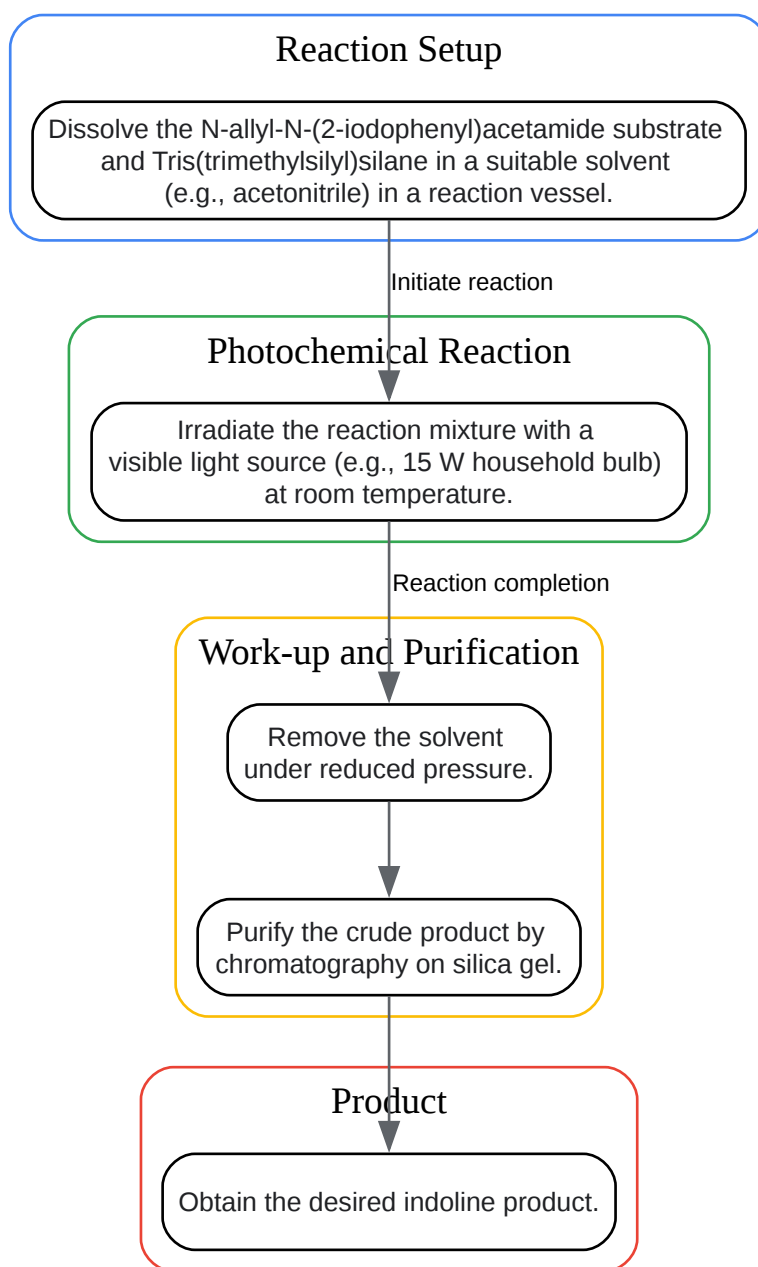 Reaction Setup
Dissolve the N-allyl-N-(2-iodophenyl)acetamide substrate
and Tris(trimethylsilyl)silane in a suitable solvent
(e.g., acetonitrile) in a reaction vessel.
Initiate reaction
Photochemical Reaction
Irradiate the reaction mixture with a
visible light source (e.g., 15 W household bulb)
at room temperature.
Reaction completion
Work-up and Purification
Remove the solvent
under reduced pressure.
Purify the crude product by
chromatography on silica gel.
Product
Obtain the desired indoline product.